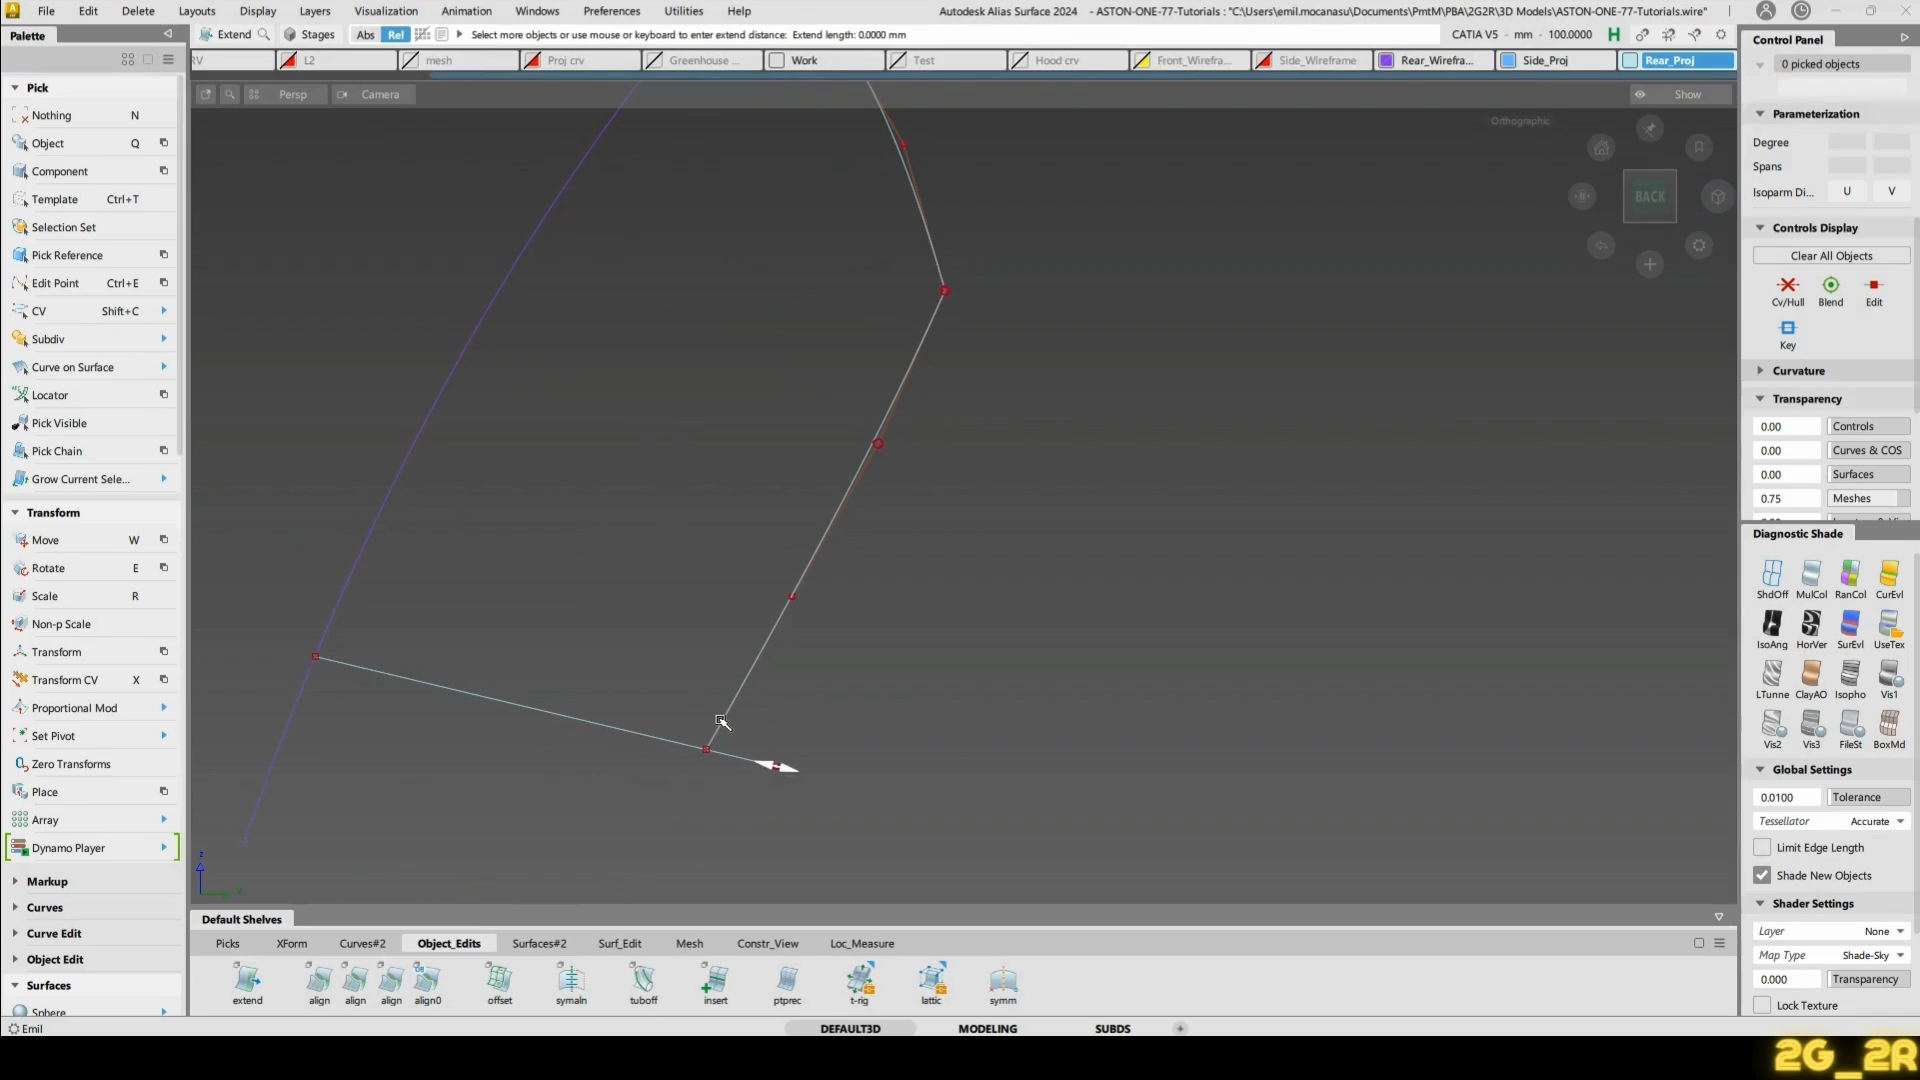 File Edit Delete Layouts Display Layers Visualization Animation Windows Preferences Utilities Help
Autodesk Alias Surface 2024 - ASTON-ONE-77-Tutorials : "C:\Users\emil.mocanasu\Documents\PmtM\PBA\2G2R\3D Models\ASTON-ONE-77-Tutorials.wire"
Palette
Extend Stages Abs Rel Select more objects or use mouse or keyboard to enter extend distance: Extend length: 0.0000 mm
CATIA V5 - mm - 100.0000 H
RV L2 mesh Proj crv Greenhouse ... Work Test Hood crv Front_Wirefra... Side_Wireframe Rear_Wirefra... Side_Proj Rear_Proj
Persp Camera Show
Orthographic
BACK
z
Pick
Nothing N
Object Q
Component
Template Ctrl+T
Selection Set
Pick Reference
Edit Point Ctrl+E
CV Shift+C
Subdiv
Curve on Surface
Locator
Pick Visible
Pick Chain
Grow Current Sele...
Transform
Move W
Rotate E
Scale R
Non-p Scale
Transform
Transform CV X
Proportional Mod
Set Pivot
Zero Transforms
Place
Array
Dynamo Player
Markup
Curves
Curve Edit
Object Edit
Surfaces
Sphere
Emil
Control Panel
0 picked objects
Parameterization
Degree
Spans
Isoparm Di... U V
Controls Display
Clear All Objects
Cv/Hull Blend Edit
Key
Curvature
Transparency
0.00 Controls
0.00 Curves & COS
0.00 Surfaces
0.75 Meshes
Diagnostic Shade
ShdOff MulCol RanCol CurEvl
IsoAng HorVer SurEvl UseTex
LTunne ClayAO Isopho Vis1
Vis2 Vis3 FileSt BoxMd
Global Settings
0.0100 Tolerance
Tessellator Accurate
Limit Edge Length
Shade New Objects
Shader Settings
Layer None
Map Type Shade-Sky
0.000 Transparency
Lock Texture
Default Shelves
Picks XForm Curves#2 Object_Edits Surfaces#2 Surf_Edit Mesh Constr_View Loc_Measure
extend align align align align0 offset symaln tuboff insert ptprec t-rig lattic symm
DEFAULT3D MODELING SUBDS
2G_2R